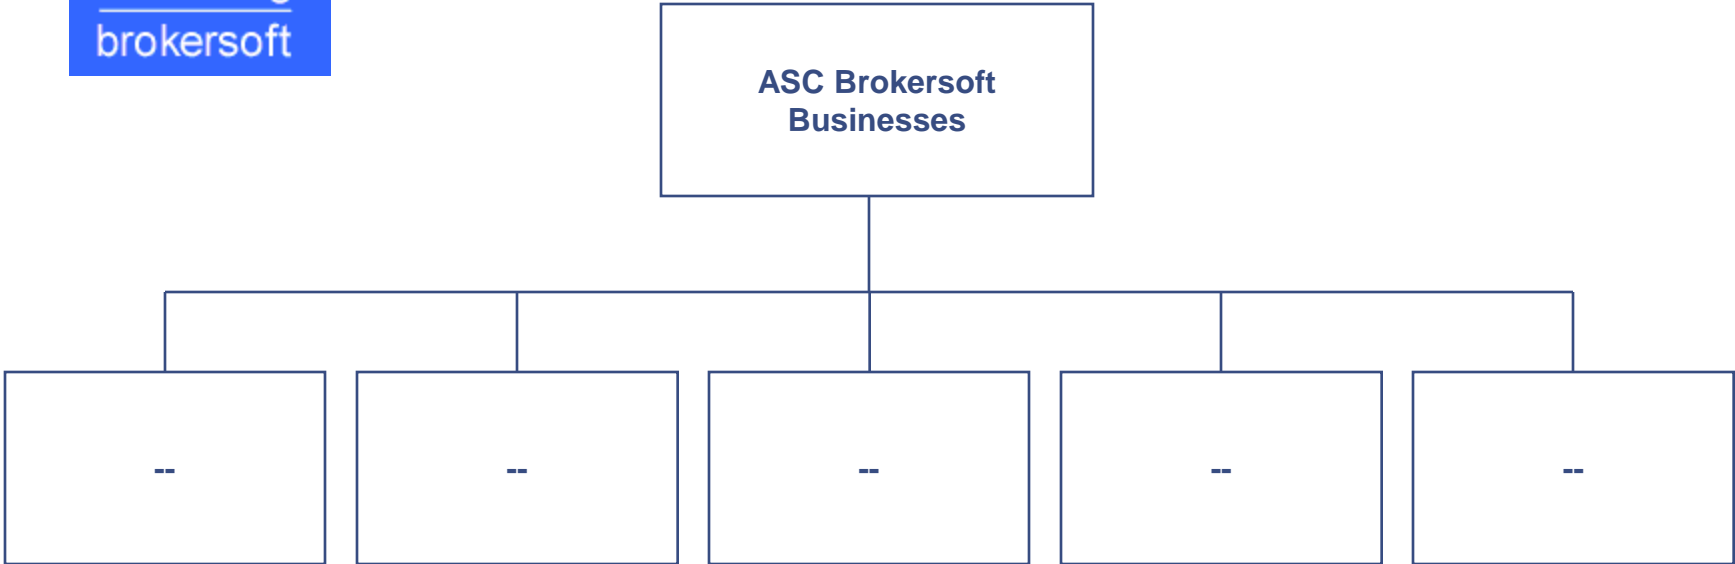 brokersoft
ASC Brokersoft
Businesses
-- -- -- -- --